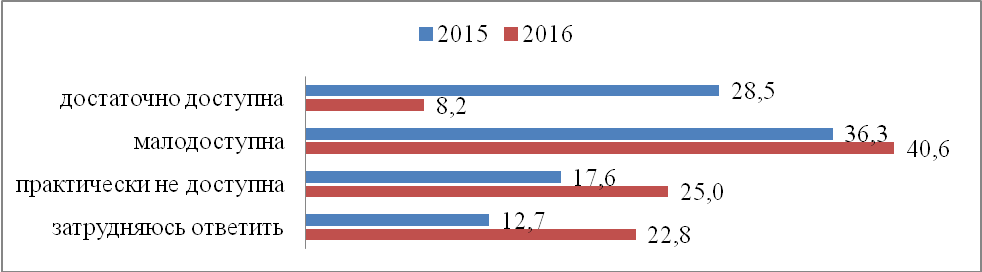 2015 2016
достаточно доступна
28,5
8,2
малодоступна
36,3
40,6
практически не доступна
17,6
25,0
затрудняюсь ответить
12,7
22,8